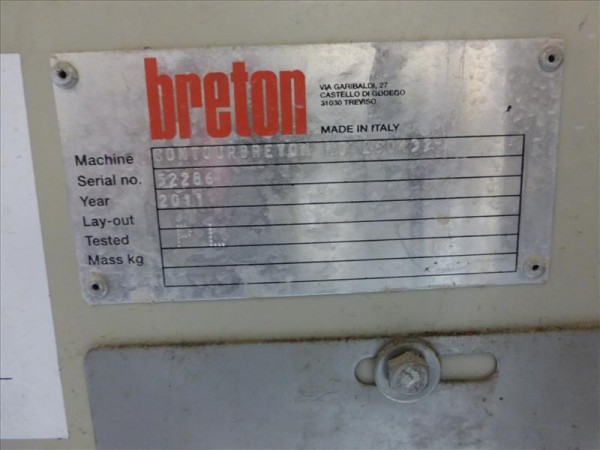 breton
VIA GARIBALDI, 27
CASTELLO DI GODEGO
31030 TREVISO
MADE IN ITALY
Machine CONTOURBRETON
Serial no. 52286
Year 2011
Lay-out
Tested
Mass kg